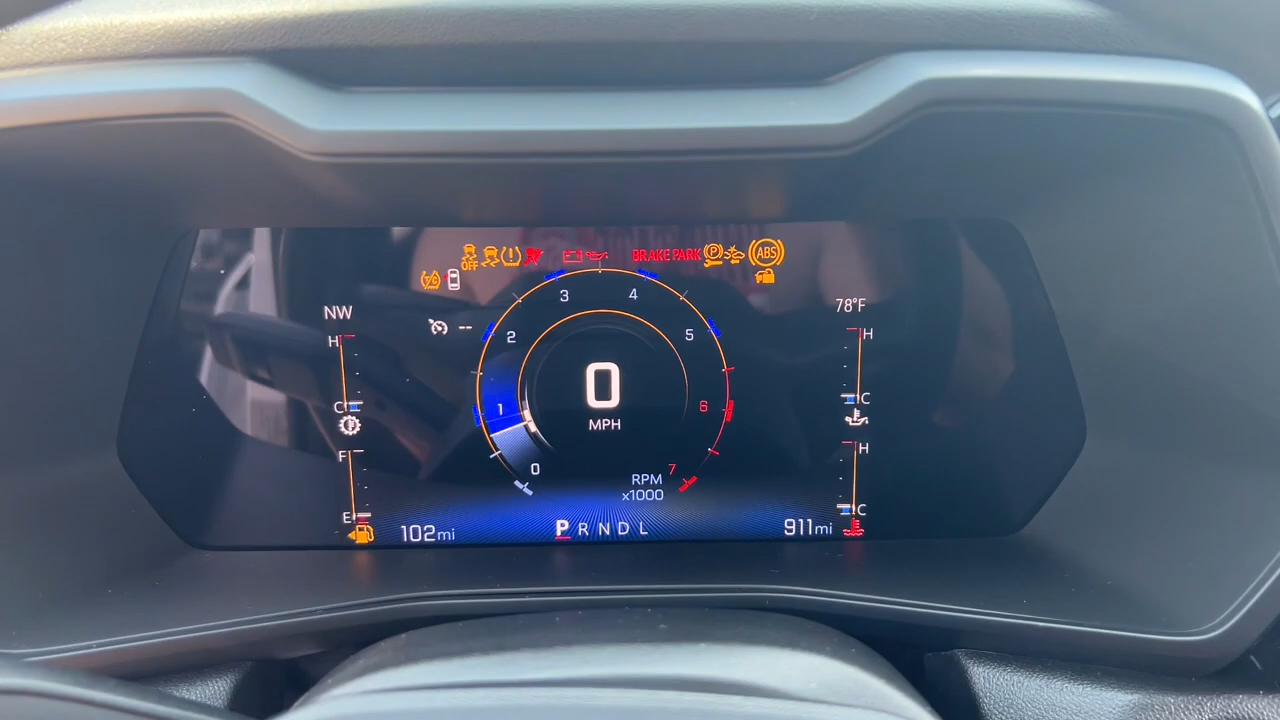 OFF
BRAKE PARK
P
ABS
T/C
NW
-- 
78°F
3 4
2 5
H
H
1 6
C
C
0
MPH
F
H
0 7
RPM
x1000
E
C
102mi
P R N D L
911mi